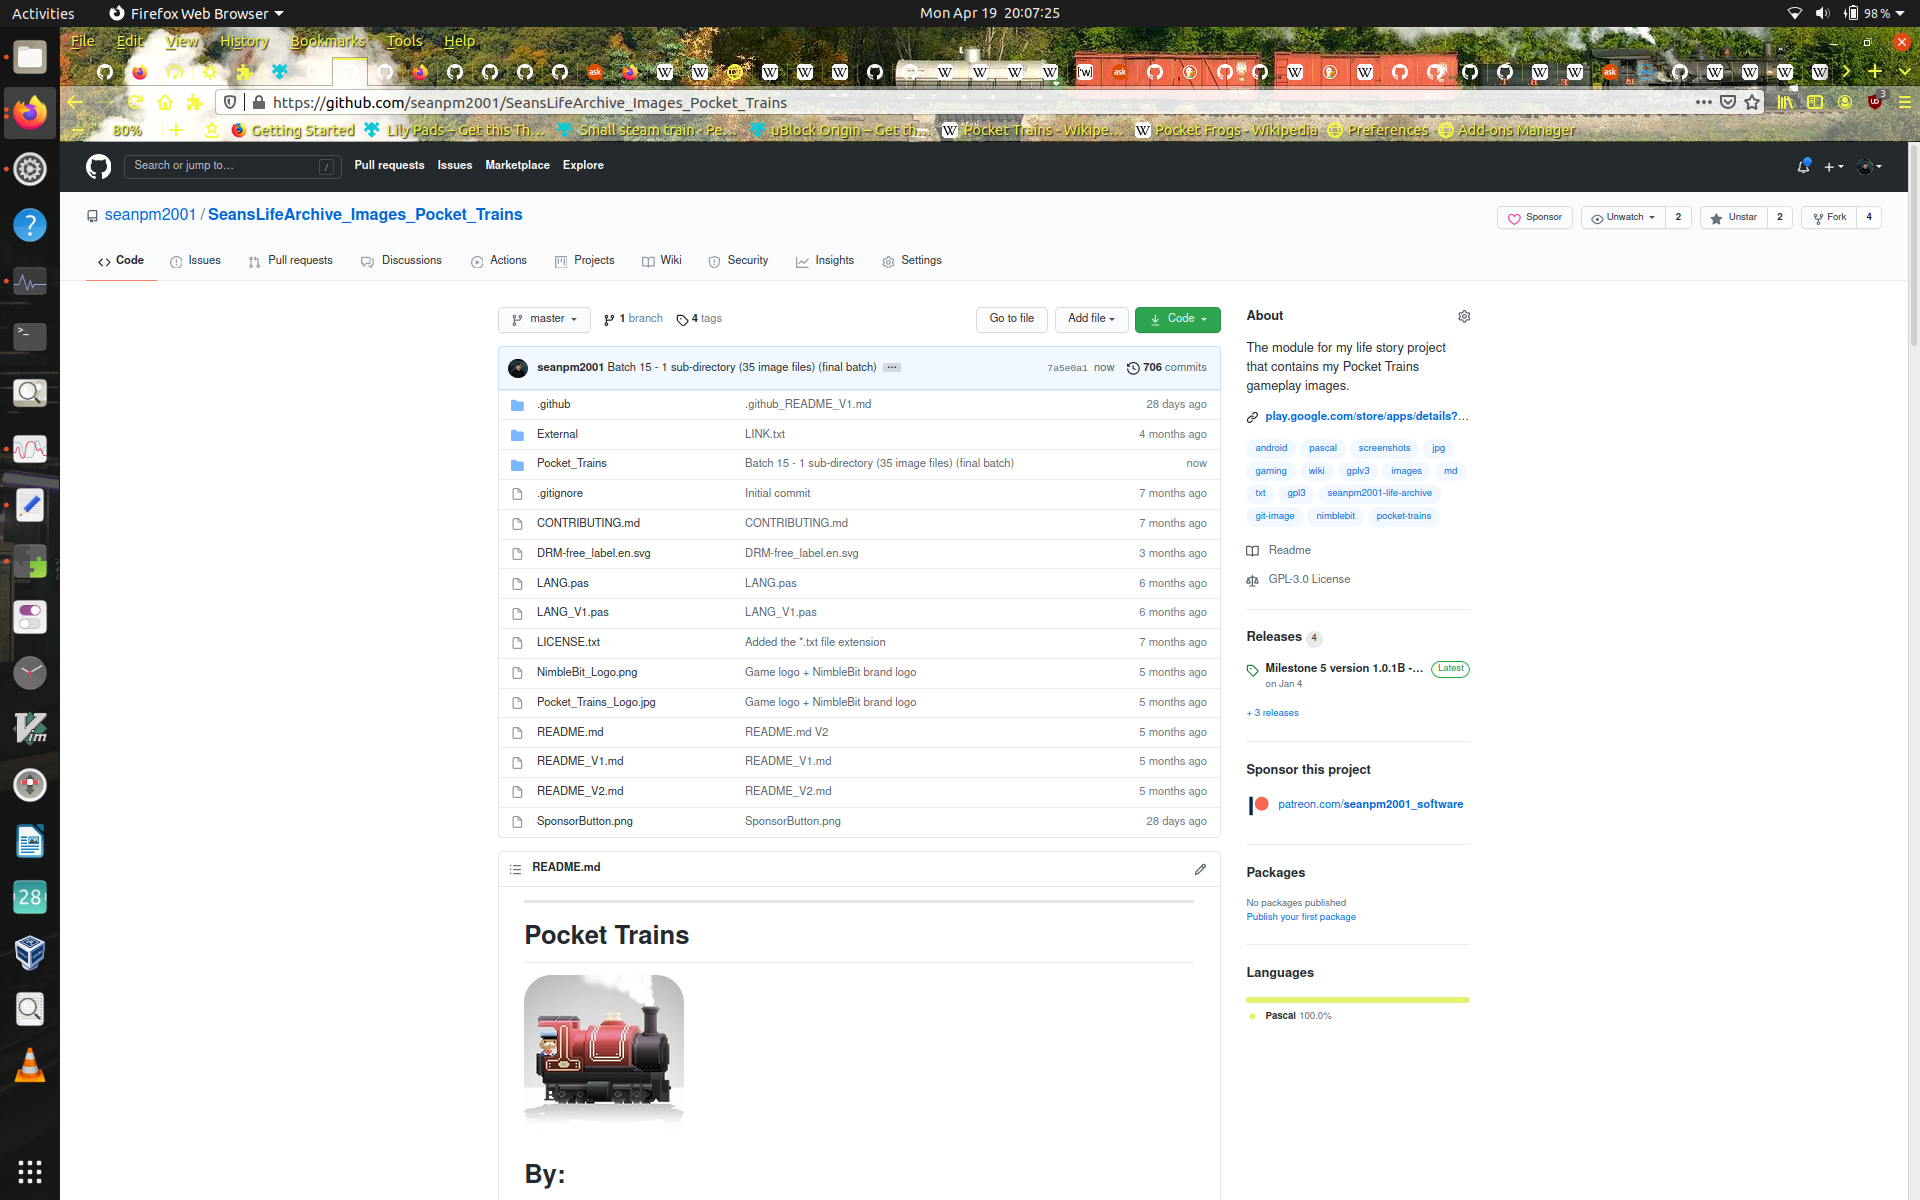 Activities Firefox Web Browser Mon Apr 19 20:07:25 98 %
File Edit View History Bookmarks Tools Help
https://github.com/seanpm2001/SeansLifeArchive_Images_Pocket_Trains
80% Getting Started Lily Pads – Get this Th… Small steam train - Pe… uBlock Origin – Get th… Pocket Trains - Wikipe… Pocket Frogs - Wikipedia Preferences Add-ons Manager
Search or jump to… / Pull requests Issues Marketplace Explore
seanpm2001 / SeansLifeArchive_Images_Pocket_Trains Sponsor Unwatch 2 Unstar 2 Fork 4
Code Issues Pull requests Discussions Actions Projects Wiki Security Insights Settings
master 1 branch 4 tags Go to file Add file Code
seanpm2001 Batch 15 - 1 sub-directory (35 image files) (final batch) ··· 7a5e0a1 now 706 commits
.github .github_README_V1.md 28 days ago
External LINK.txt 4 months ago
Pocket_Trains Batch 15 - 1 sub-directory (35 image files) (final batch) now
.gitignore Initial commit 7 months ago
CONTRIBUTING.md CONTRIBUTING.md 7 months ago
DRM-free_label.en.svg DRM-free_label.en.svg 3 months ago
LANG.pas LANG.pas 6 months ago
LANG_V1.pas LANG_V1.pas 6 months ago
LICENSE.txt Added the *.txt file extension 7 months ago
NimbleBit_Logo.png Game logo + NimbleBit brand logo 5 months ago
Pocket_Trains_Logo.jpg Game logo + NimbleBit brand logo 5 months ago
README.md README.md V2 5 months ago
README_V1.md README_V1.md 5 months ago
README_V2.md README_V2.md 5 months ago
SponsorButton.png SponsorButton.png 28 days ago
README.md
Pocket Trains
By:
About
The module for my life story project
that contains my Pocket Trains
gameplay images.
play.google.com/store/apps/details?…
android pascal screenshots jpg
gaming wiki gplv3 images md
txt gpl3 seanpm2001-life-archive
git-image nimblebit pocket-trains
Readme
GPL-3.0 License
Releases 4
Milestone 5 version 1.0.1B -… Latest
on Jan 4
+ 3 releases
Sponsor this project
patreon.com/seanpm2001_software
Packages
No packages published
Publish your first package
Languages
Pascal 100.0%
28